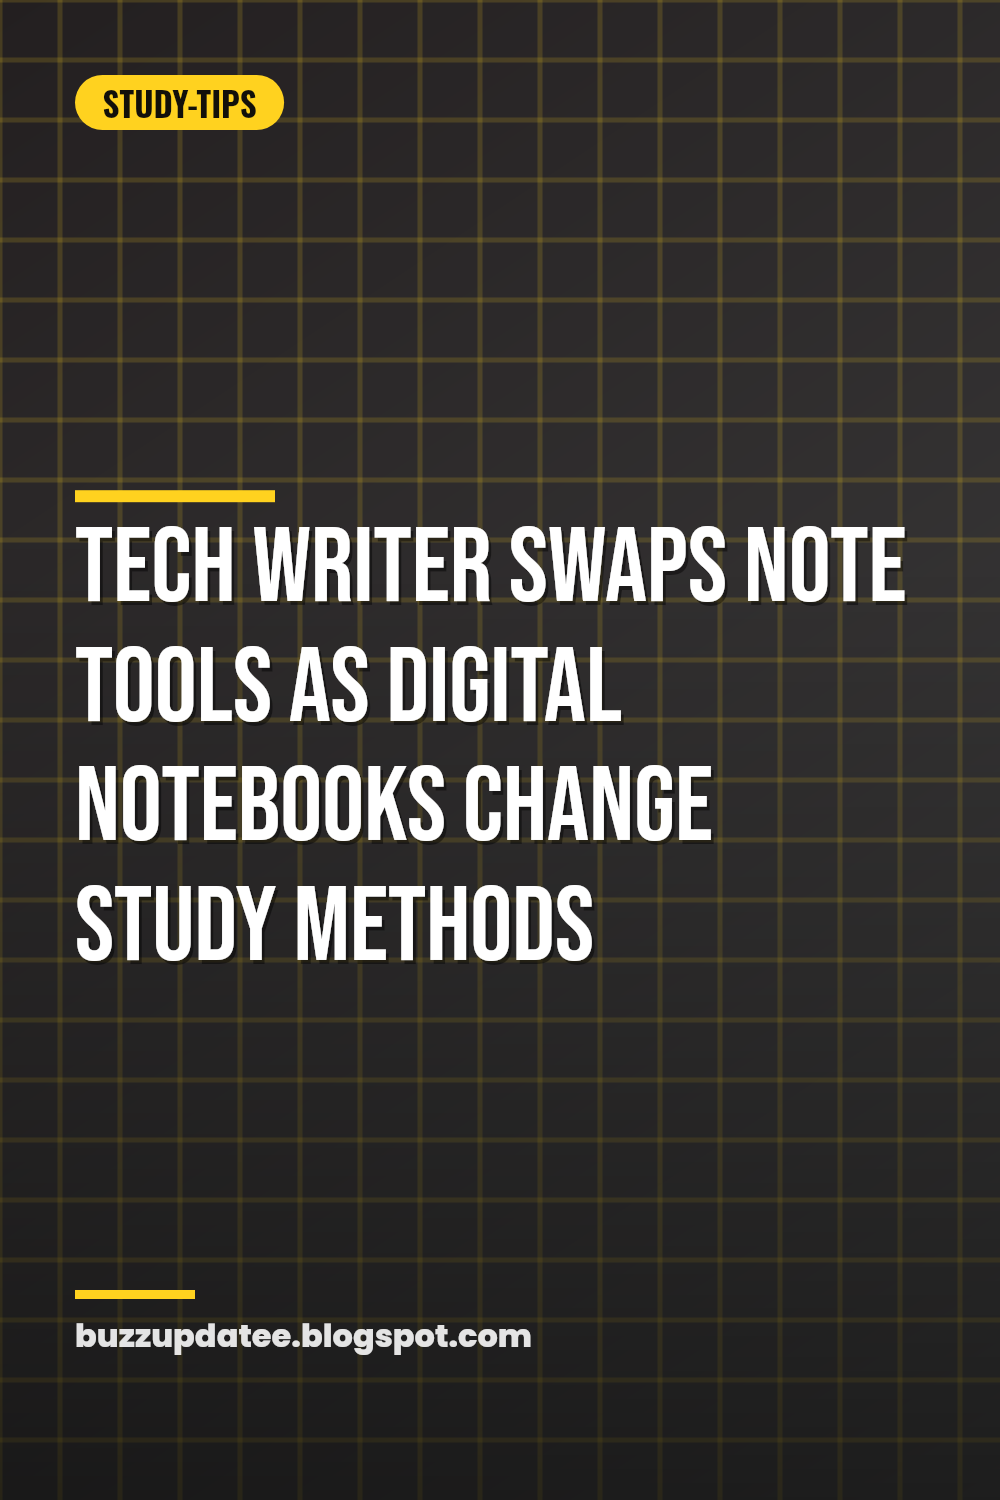 STUDY-TIPS
TECH WRITER SWAPS NOTE
TOOLS AS DIGITAL
NOTEBOOKS CHANGE
STUDY METHODS
buzzupdatee.blogspot.com